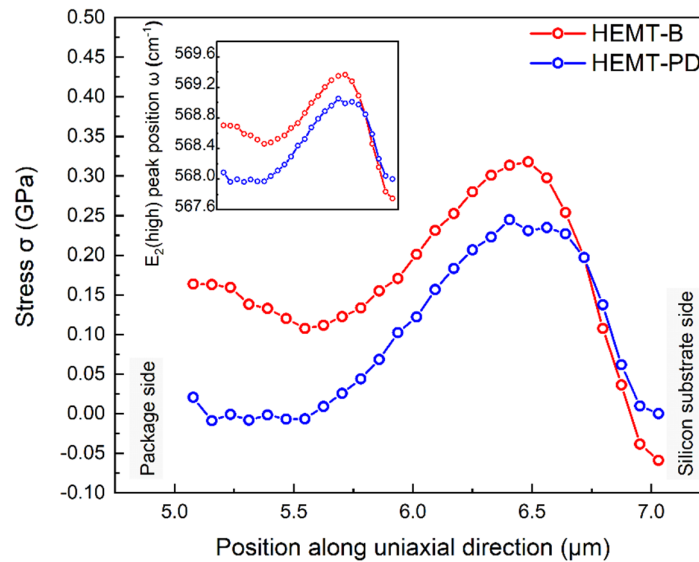 0.50
0.45
0.40
0.35
0.30
0.25
0.20
0.15
0.10
0.05
0.00
-0.05
-0.10
Stress σ (GPa)
569.6
569.2
568.8
568.4
568.0
567.6
E₂(high) peak position ω (cm⁻¹)
HEMT-B
HEMT-PD
Package side
Silicon substrate side
5.0 5.5 6.0 6.5 7.0
Position along uniaxial direction (μm)